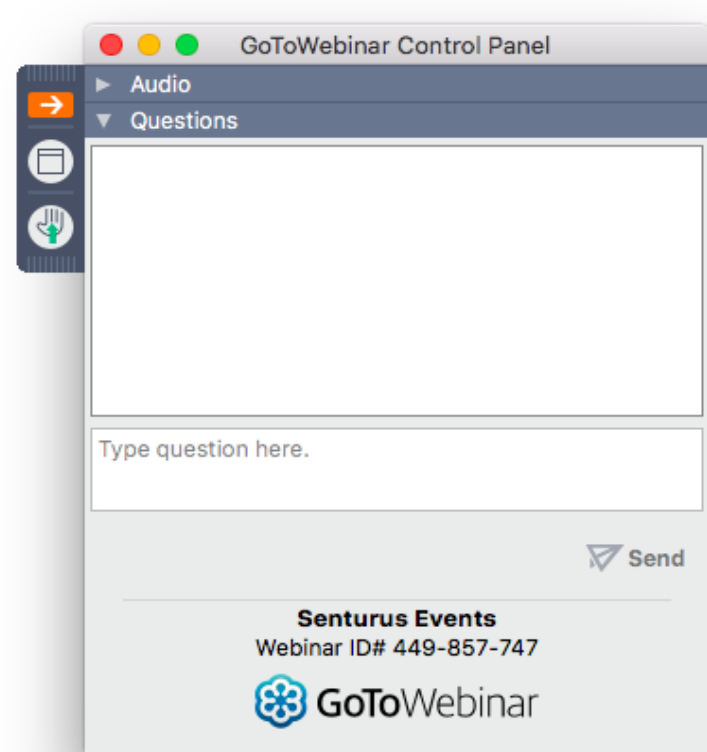 GoToWebinar Control Panel
Audio
Questions
Type question here.
Send
Senturus Events
Webinar ID# 449-857-747
GoToWebinar